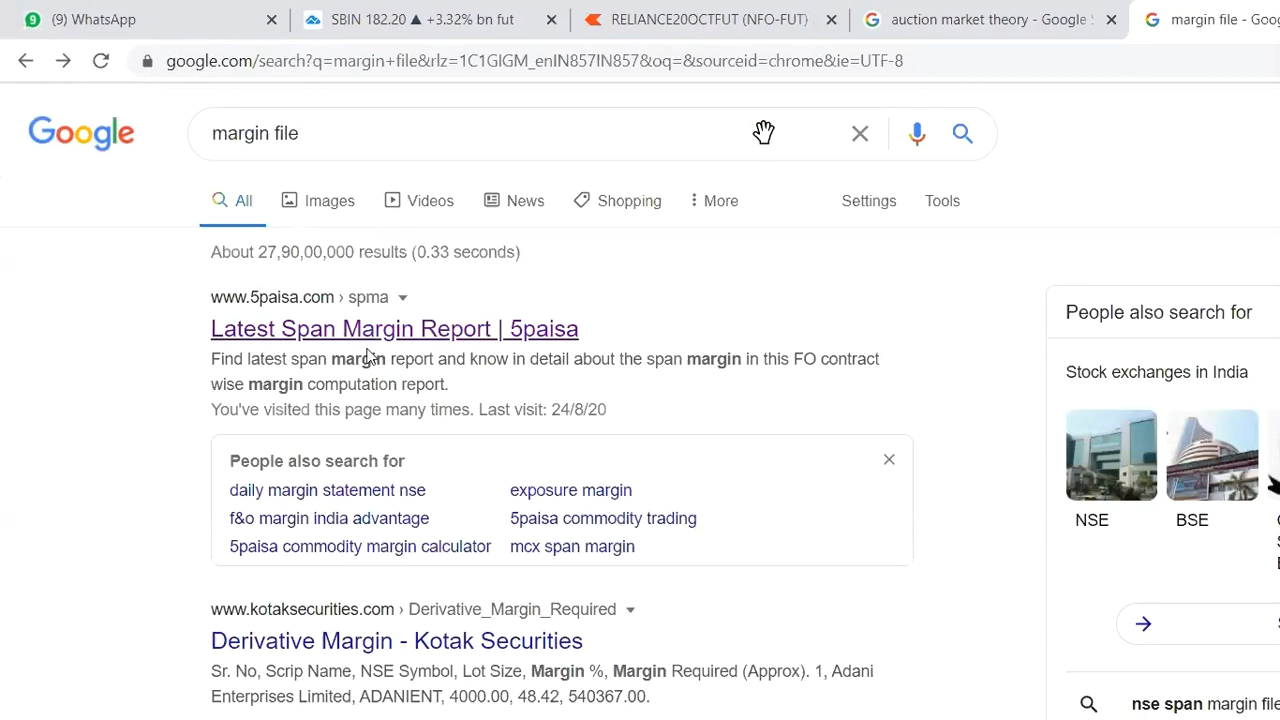 9 (9) WhatsApp
SBIN 182.20 ▲ +3.32% bn fut
RELIANCE20OCTFUT (NFO-FUT)
auction market theory - Google
margin file - Goo
google.com/search?q=margin+file&rlz=1C1GIGM_enIN857IN857&oq=&sourceid=chrome&ie=UTF-8
Google
margin file
All Images Videos News Shopping More Settings Tools
About 27,90,00,000 results (0.33 seconds)
www.5paisa.com › spma
Latest Span Margin Report | 5paisa
Find latest span margin report and know in detail about the span margin in this FO contract
wise margin computation report.
You've visited this page many times. Last visit: 24/8/20
People also search for
daily margin statement nse exposure margin
f&o margin india advantage 5paisa commodity trading
5paisa commodity margin calculator mcx span margin
www.kotaksecurities.com › Derivative_Margin_Required
Derivative Margin - Kotak Securities
Sr. No, Scrip Name, NSE Symbol, Lot Size, Margin %, Margin Required (Approx). 1, Adani
Enterprises Limited, ADANIENT, 4000.00, 48.42, 540367.00.
People also search for
Stock exchanges in India
NSE BSE
nse span margin file